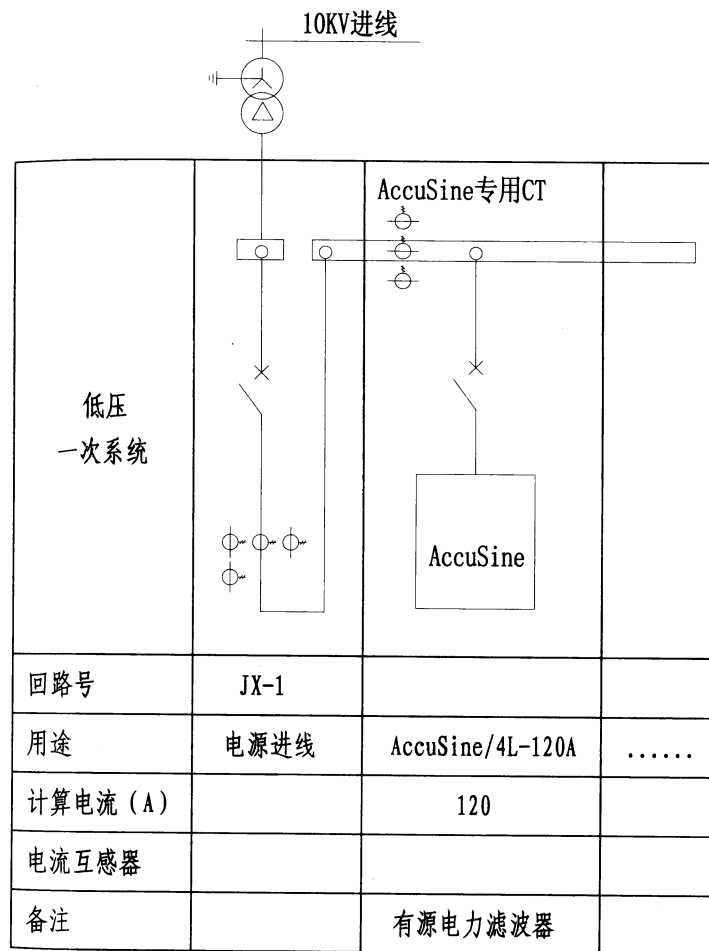 10KV进线
AccuSine专用CT
低压
一次系统
AccuSine
回路号 JX-1
用途 电源进线 AccuSine/4L-120A ......
计算电流（A） 120
电流互感器
备注 有源电力滤波器